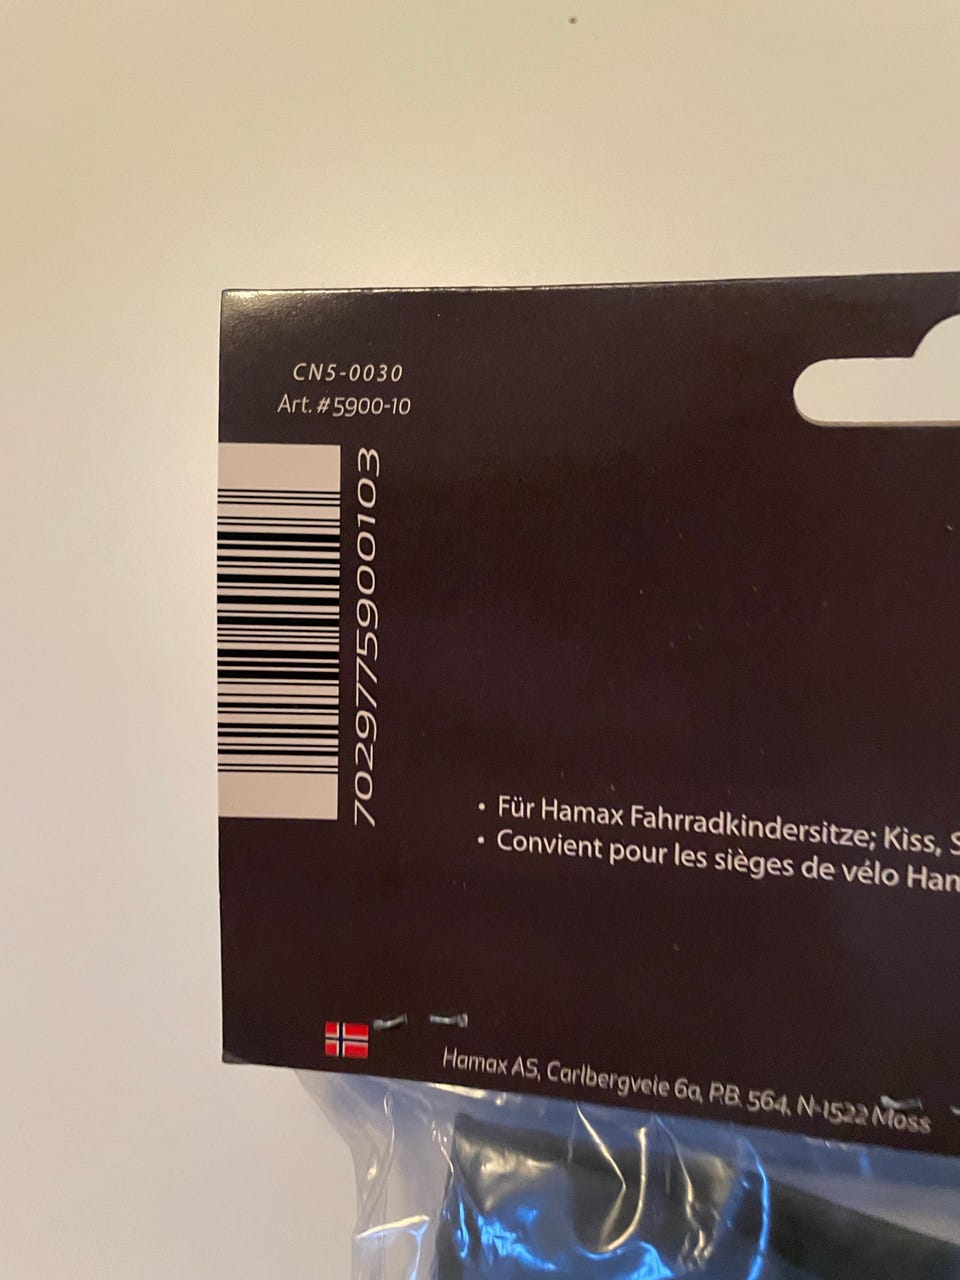 CN5-0030
Art. #5900-10
7029775900103
• Für Hamax Fahrradkindersitze; Kiss,
• Convient pour les sièges de vélo
Hamax AS, Carlbergveie 6a, P.B. 564, N-1522 Moss